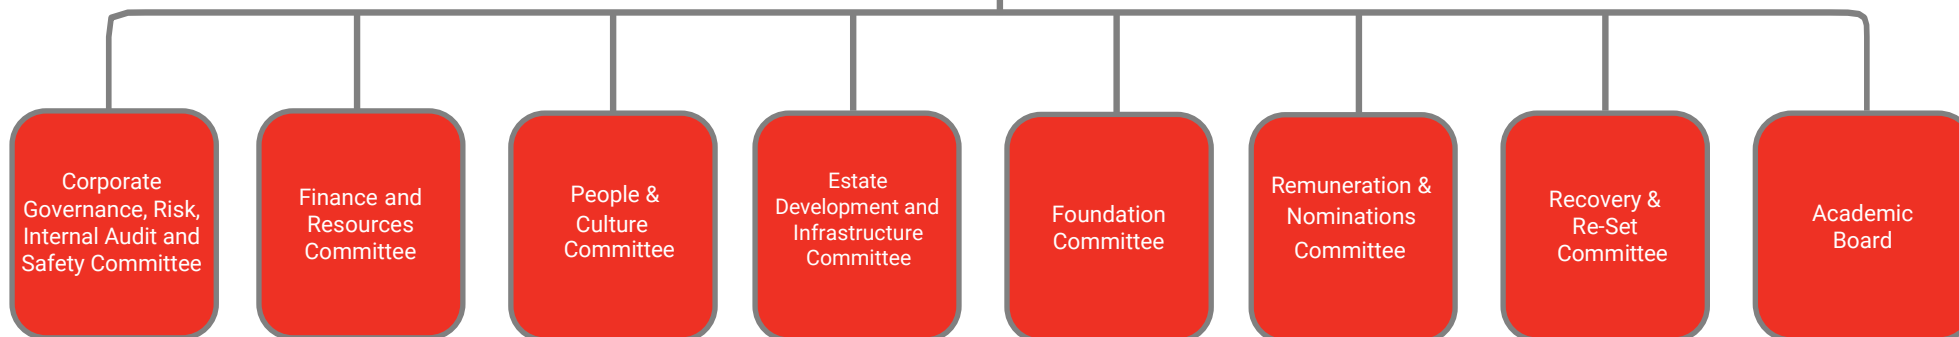 Corporate
Governance, Risk,
Internal Audit and
Safety Committee
Finance and
Resources
Committee
People &
Culture
Committee
Estate
Development and
Infrastructure
Committee
Foundation
Committee
Remuneration &
Nominations
Committee
Recovery &
Re-Set
Committee
Academic
Board